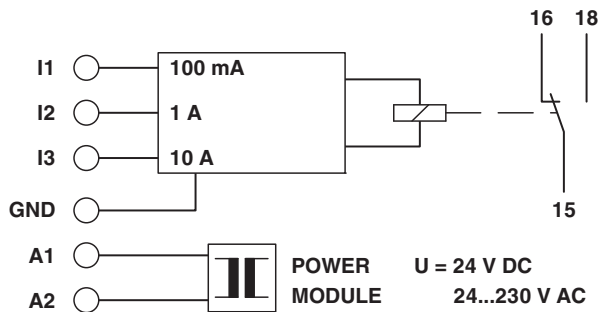 16 18
I1 100 mA
I2 1 A
I3 10 A
GND
15
A1
POWER U = 24 V DC
A2
MODULE 24...230 V AC